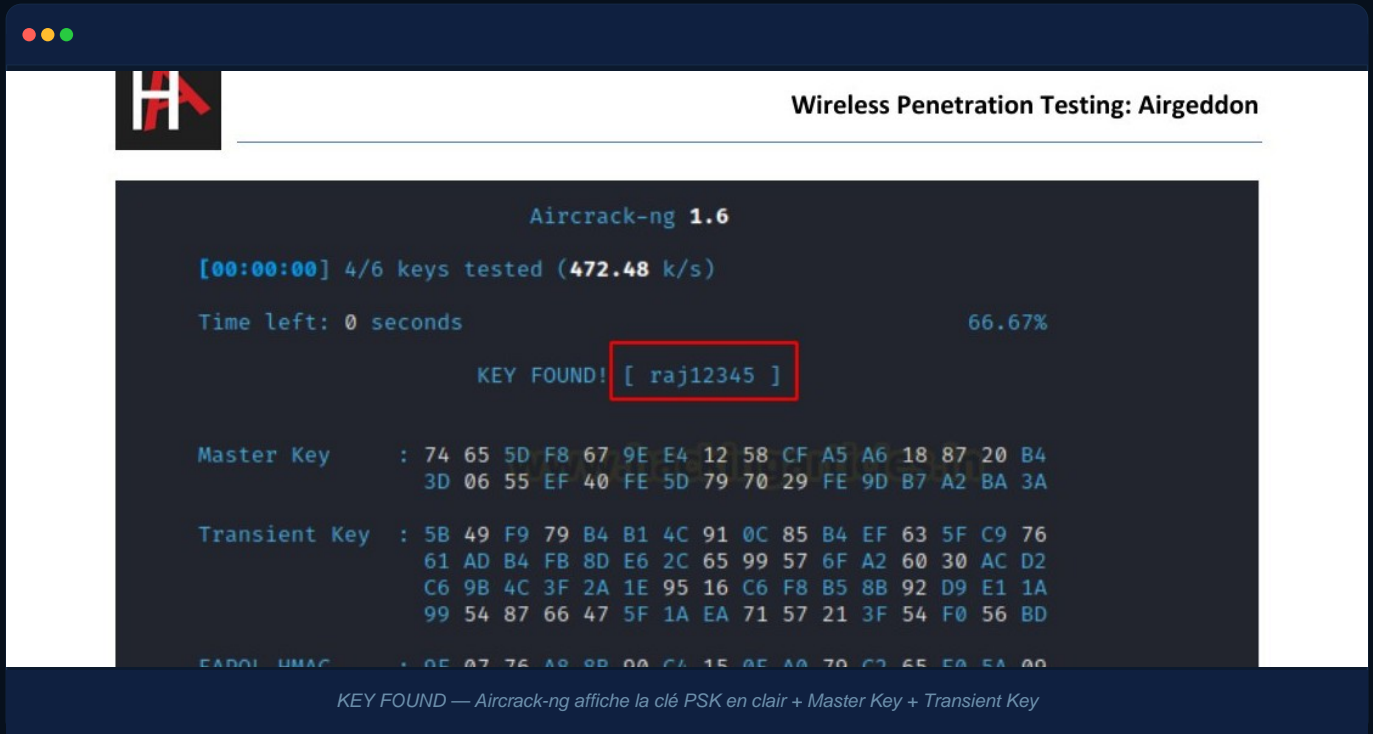 HA
Wireless Penetration Testing: Airgeddon
Aircrack-ng 1.6
[00:00:00] 4/6 keys tested (472.48 k/s)
Time left: 0 seconds 66.67%
KEY FOUND! [ raj12345 ]
Master Key : 74 65 5D F8 67 9E E4 12 58 CF A5 A6 18 87 20 B4
3D 06 55 EF 40 FE 5D 79 70 29 FE 9D B7 A2 BA 3A
Transient Key : 5B 49 F9 79 B4 B1 4C 91 0C 85 B4 EF 63 5F C9 76
61 AD B4 FB 8D E6 2C 65 99 57 6F A2 60 30 AC D2
C6 9B 4C 3F 2A 1E 95 16 C6 F8 B5 8B 92 D9 E1 1A
99 54 87 66 47 5F 1A EA 71 57 21 3F 54 F0 56 BD
EAPOL HMAC :
KEY FOUND — Aircrack-ng affiche la clé PSK en clair + Master Key + Transient Key